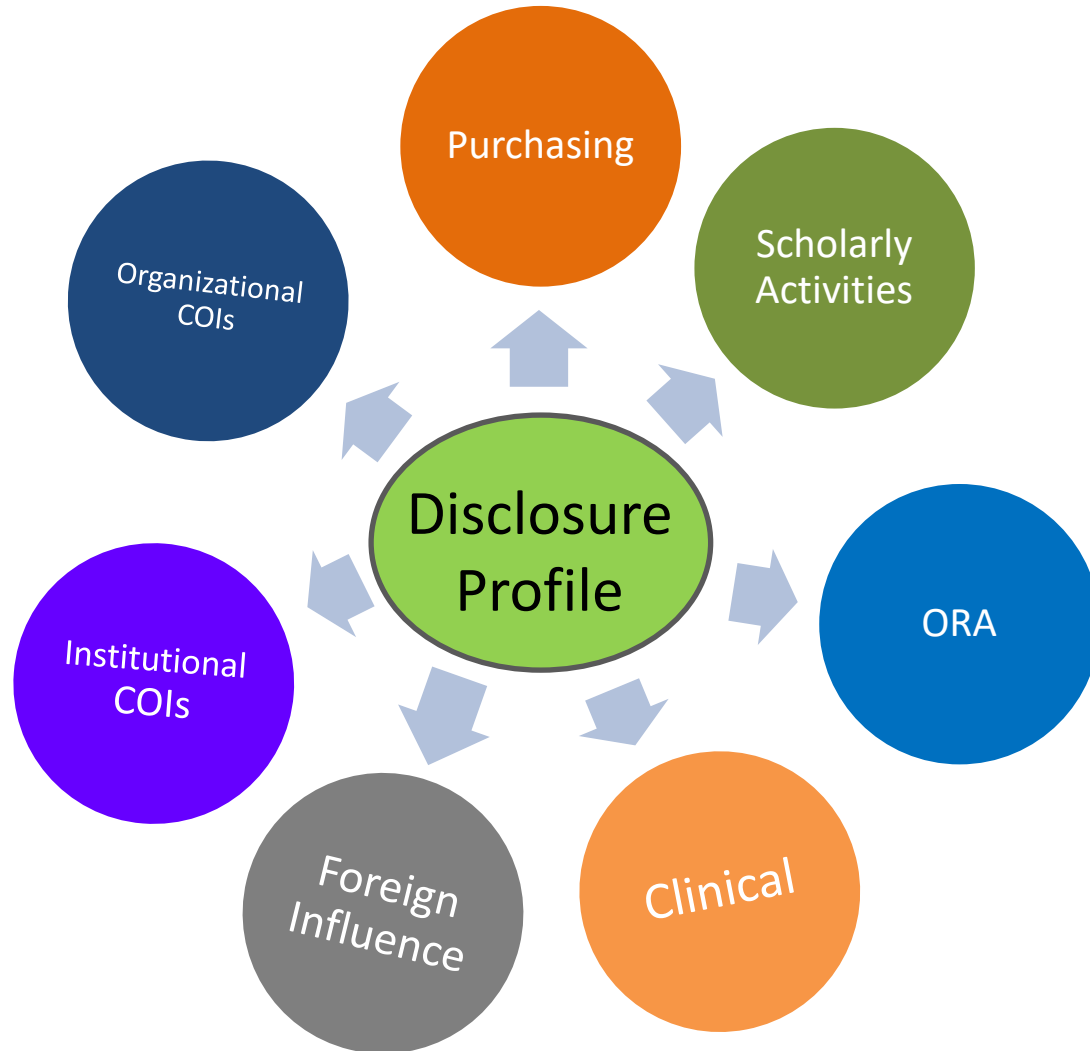 Purchasing
Scholarly
Activities
Organizational
COIs
Disclosure
Profile
ORA
Institutional
COIs
Foreign
Influence
Clinical